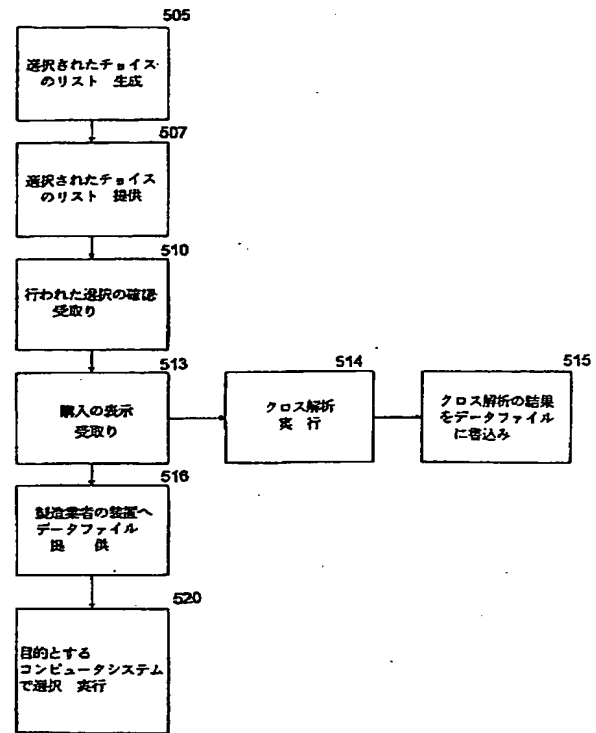 505
選択されたチョイス
のリスト 生成
507
選択されたチョイス
のリスト 提供
510
行われた選択の確認
受取り
513
購入の表示
受取り
514
クロス解析
実 行
515
クロス解析の結果
をデータファイル
に書込み
516
製造業者の装置へ
データファイル
提 供
520
目的とする
コンピュータシステム
で選択 実行